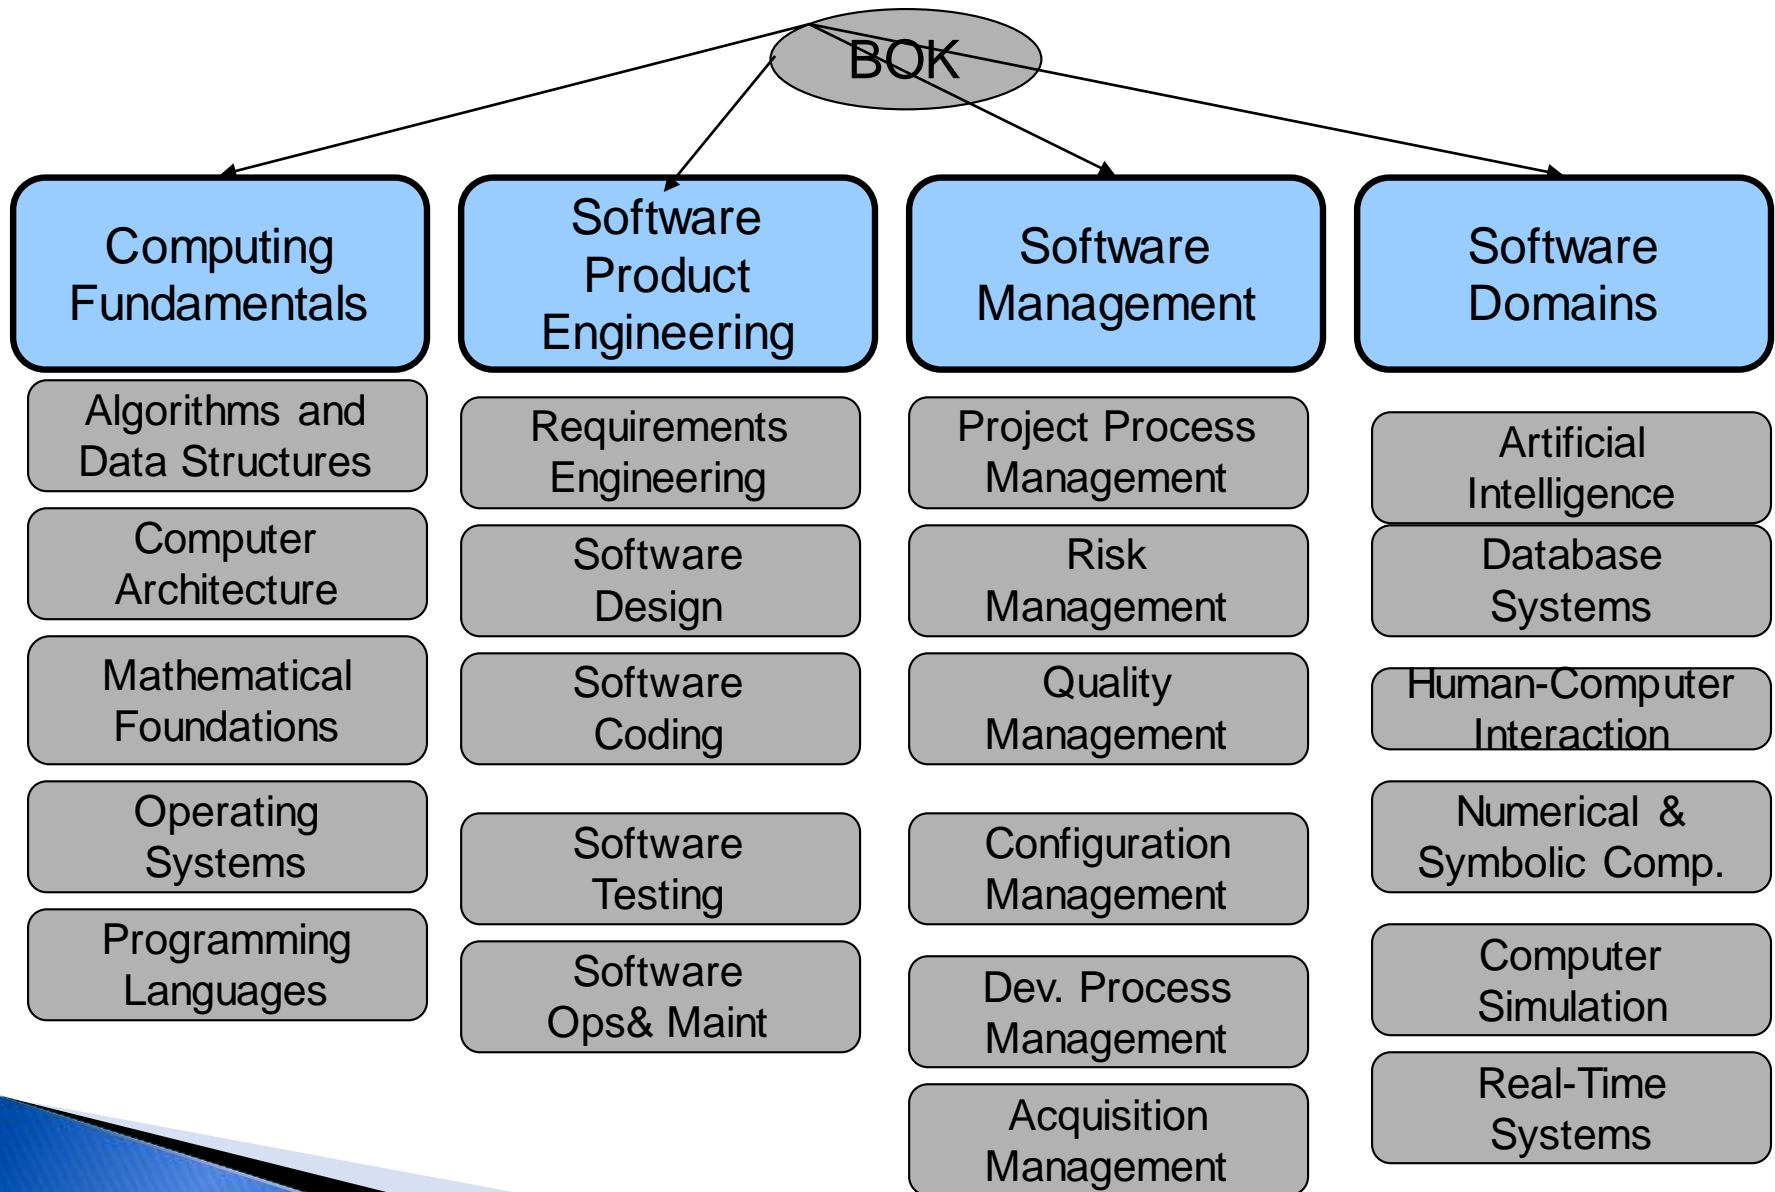 BOK
Computing
Fundamentals
Software
Product
Engineering
Software
Management
Software
Domains
Algorithms and
Data Structures
Computer
Architecture
Mathematical
Foundations
Operating
Systems
Programming
Languages
Requirements
Engineering
Software
Design
Software
Coding
Software
Testing
Software
Ops& Maint
Project Process
Management
Risk
Management
Quality
Management
Configuration
Management
Dev. Process
Management
Acquisition
Management
Artificial
Intelligence
Database
Systems
Human-Computer
Interaction
Numerical &
Symbolic Comp.
Computer
Simulation
Real-Time
Systems